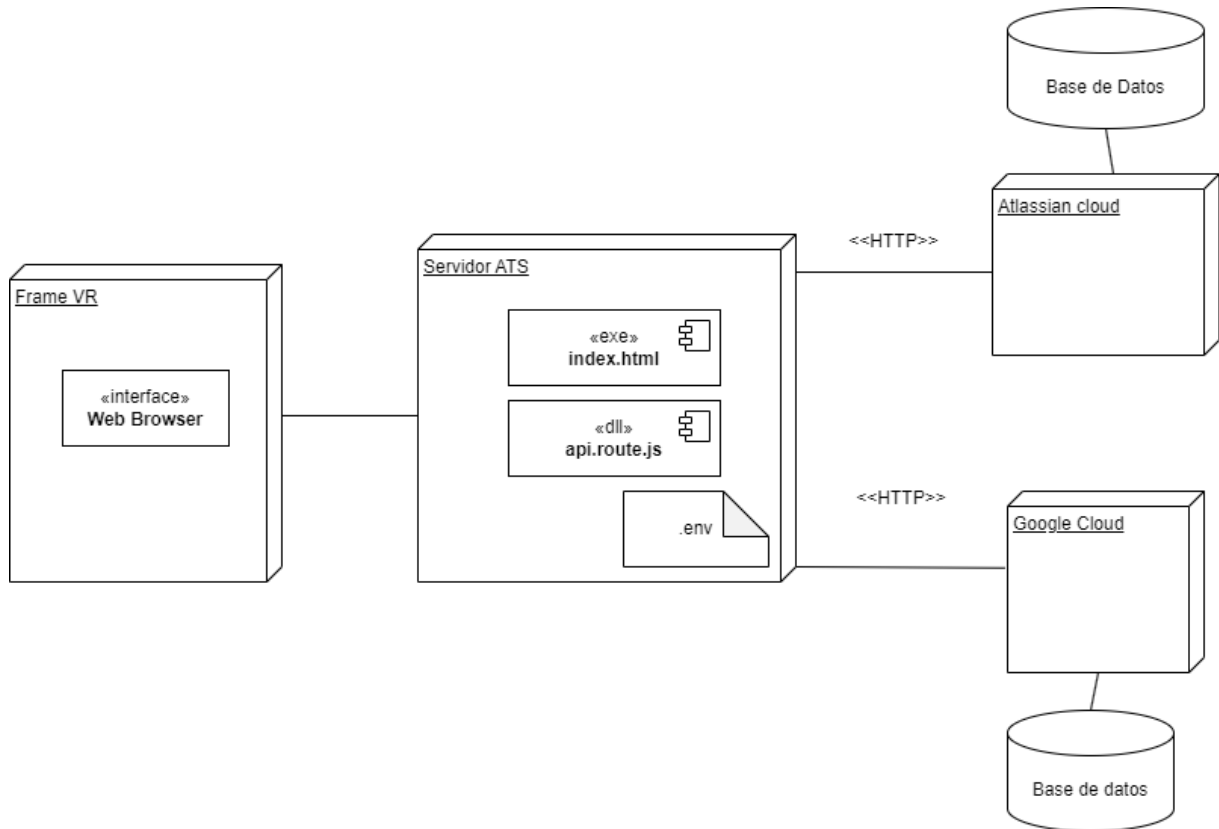 Base de Datos
Atlassian cloud
<<HTTP>>
Servidor ATS
Frame VR
«exe»
index.html
«interface»
Web Browser
«dll»
api.route.js
.env
<<HTTP>>
Google Cloud
Base de datos